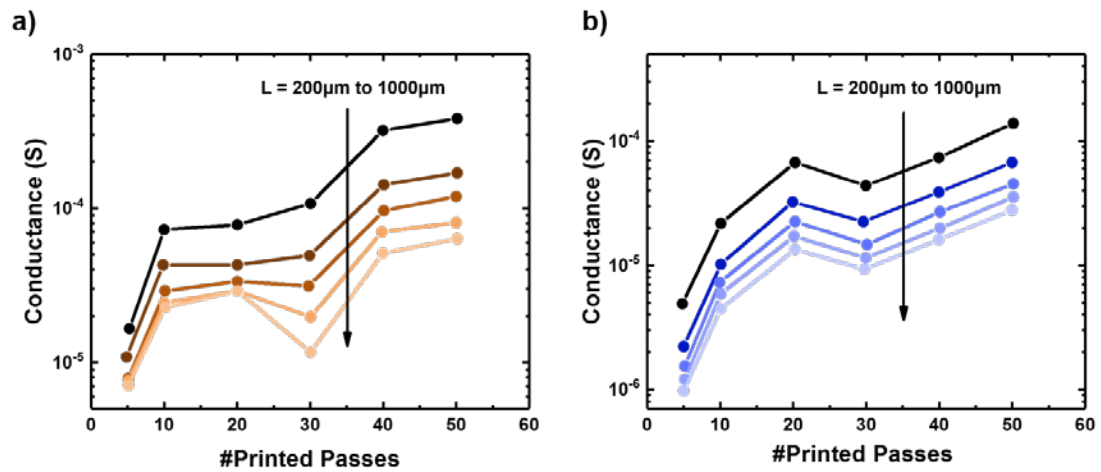 a)
10⁻³
10⁻⁴
10⁻⁵
Conductance (S)
L = 200μm to 1000μm
0 10 20 30 40 50 60
#Printed Passes
b)
10⁻⁴
10⁻⁵
10⁻⁶
Conductance (S)
L = 200μm to 1000μm
0 10 20 30 40 50 60
#Printed Passes